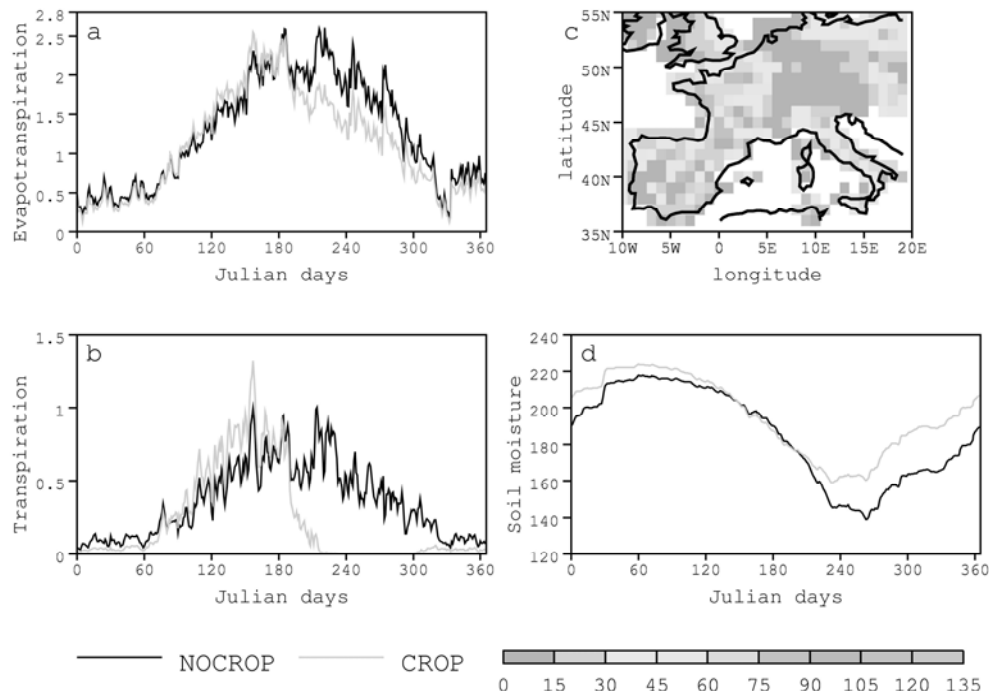 a
Evapotranspiration
2.8
2.5
2
1.5
1
0.5
0
0 60 120 180 240 300 360
Julian days
c
latitude
55N
50N
45N
40N
35N
10W 5W 0 5E 10E 15E 20E
longitude
b
Transpiration
1.5
1
0.5
0
0 60 120 180 240 300 360
Julian days
d
Soil moisture
240
220
200
180
160
140
120
0 60 120 180 240 300 360
Julian days
NOCROP CROP
0 15 30 45 60 75 90 105 120 135